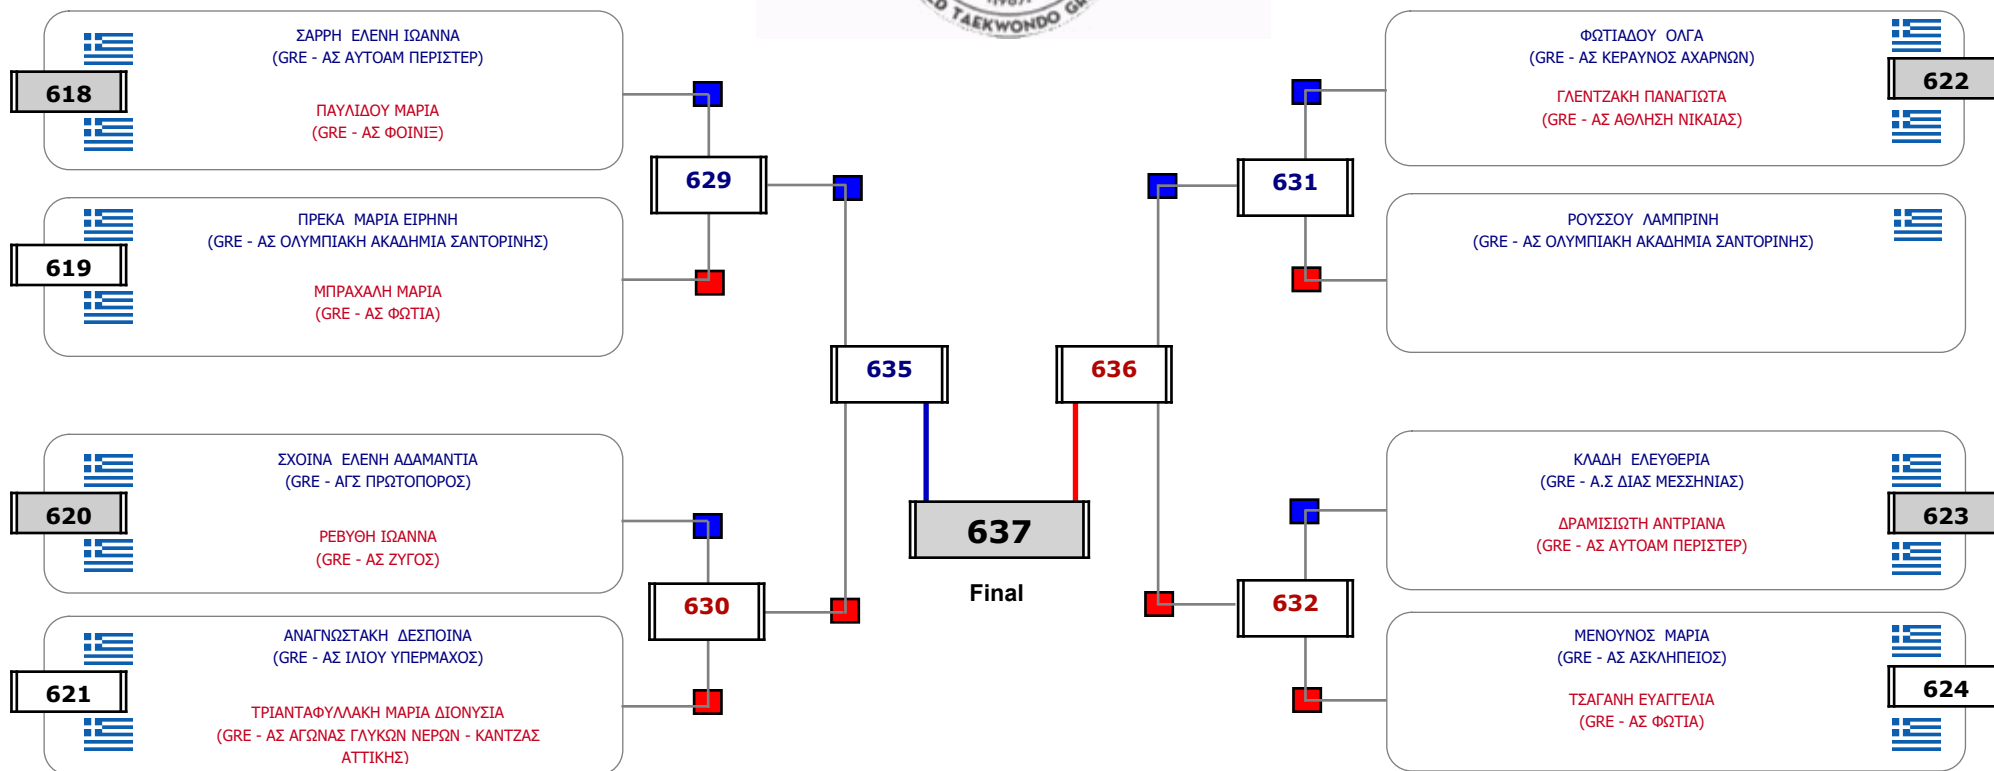 TAEKWONDO
ΣΑΡΡΗ ΕΛΕΝΗ ΙΩΑΝΝΑ
(GRE - ΑΣ ΑΥΤΟΑΜ ΠΕΡΙΣΤΕΡ)
618
ΠΑΥΛΙΔΟΥ ΜΑΡΙΑ
(GRE - ΑΣ ΦΟΙΝΙΞ)
629
ΠΡΕΚΑ ΜΑΡΙΑ ΕΙΡΗΝΗ
(GRE - ΑΣ ΟΛΥΜΠΙΑΚΗ ΑΚΑΔΗΜΙΑ ΣΑΝΤΟΡΙΝΗΣ)
619
ΜΠΡΑΧΑΛΗ ΜΑΡΙΑ
(GRE - ΑΣ ΦΩΤΙΑ)
635
ΣΧΟΙΝΑ ΕΛΕΝΗ ΑΔΑΜΑΝΤΙΑ
(GRE - ΑΓΣ ΠΡΩΤΟΠΟΡΟΣ)
620
ΡΕΒΥΘΗ ΙΩΑΝΝΑ
(GRE - ΑΣ ΖΥΓΟΣ)
630
ΑΝΑΓΝΩΣΤΑΚΗ ΔΕΣΠΟΙΝΑ
(GRE - ΑΣ ΙΛΙΟΥ ΥΠΕΡΜΑΧΟΣ)
621
ΤΡΙΑΝΤΑΦΥΛΛΑΚΗ ΜΑΡΙΑ ΔΙΟΝΥΣΙΑ
(GRE - ΑΣ ΑΓΩΝΑΣ ΓΛΥΚΩΝ ΝΕΡΩΝ - ΚΑΝΤΖΑΣ
ΑΤΤΙΚΗΣ)
637
Final
ΦΩΤΙΑΔΟΥ ΟΛΓΑ
(GRE - ΑΣ ΚΕΡΑΥΝΟΣ ΑΧΑΡΝΩΝ)
622
ΓΛΕΝΤΖΑΚΗ ΠΑΝΑΓΙΩΤΑ
(GRE - ΑΣ ΑΘΛΗΣΗ ΝΙΚΑΙΑΣ)
631
ΡΟΥΣΣΟΥ ΛΑΜΠΡΙΝΗ
(GRE - ΑΣ ΟΛΥΜΠΙΑΚΗ ΑΚΑΔΗΜΙΑ ΣΑΝΤΟΡΙΝΗΣ)
636
ΚΛΑΔΗ ΕΛΕΥΘΕΡΙΑ
(GRE - Α.Σ ΔΙΑΣ ΜΕΣΣΗΝΙΑΣ)
623
ΔΡΑΜΙΣΙΩΤΗ ΑΝΤΡΙΑΝΑ
(GRE - ΑΣ ΑΥΤΟΑΜ ΠΕΡΙΣΤΕΡ)
632
ΜΕΝΟΥΝΟΣ ΜΑΡΙΑ
(GRE - ΑΣ ΑΣΚΛΗΠΕΙΟΣ)
624
ΤΣΑΓΑΝΗ ΕΥΑΓΓΕΛΙΑ
(GRE - ΑΣ ΦΩΤΙΑ)